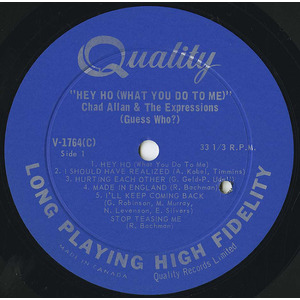 Quality
"HEY HO (WHAT YOU DO TO ME)"
Chad Allan & The Expressions
(Guess Who?)
V-1764(C)
Side 1
33 1/3 R.P.M.
1. HEY HO (What You Do To Me)
2. I SHOULD HAVE REALIZED (A. Kabel, Timmins)
3. HURTING EACH OTHER (G. Geld-P. Udell)
4. MADE IN ENGLAND (R. Bachman)
5. I'LL KEEP COMING BACK
(G. Robinson, M. Murray,
N. Levenson, E. Silvers)
STOP TEASING ME
(R. Bachman)
LONG PLAYING HIGH FIDELITY
MADE IN CANADA
Quality Records Limited